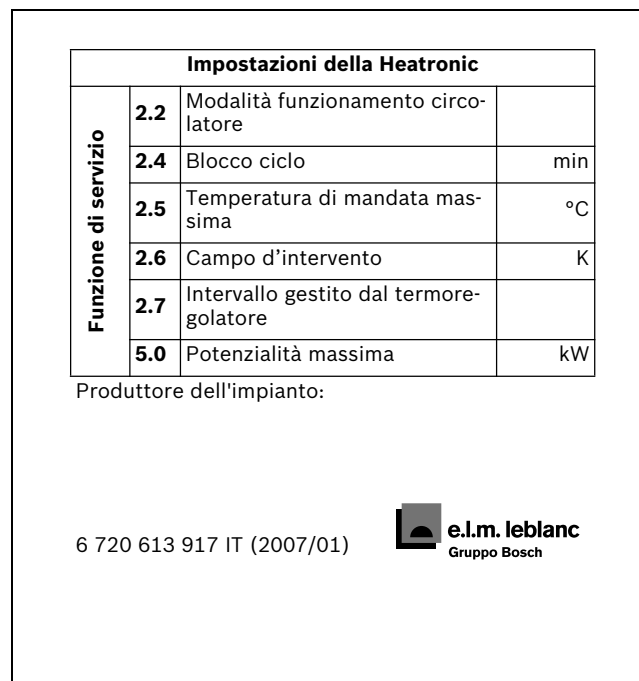 Impostazioni della Heatronic
Funzione di servizio
2.2 Modalità funzionamento circo-
latore
2.4 Blocco ciclo min
2.5 Temperatura di mandata mas-
sima °C
2.6 Campo d'intervento K
2.7 Intervallo gestito dal termore-
golatore
5.0 Potenzialità massima kW
Produttore dell'impianto:
6 720 613 917 IT (2007/01)
e.l.m. leblanc
Gruppo Bosch